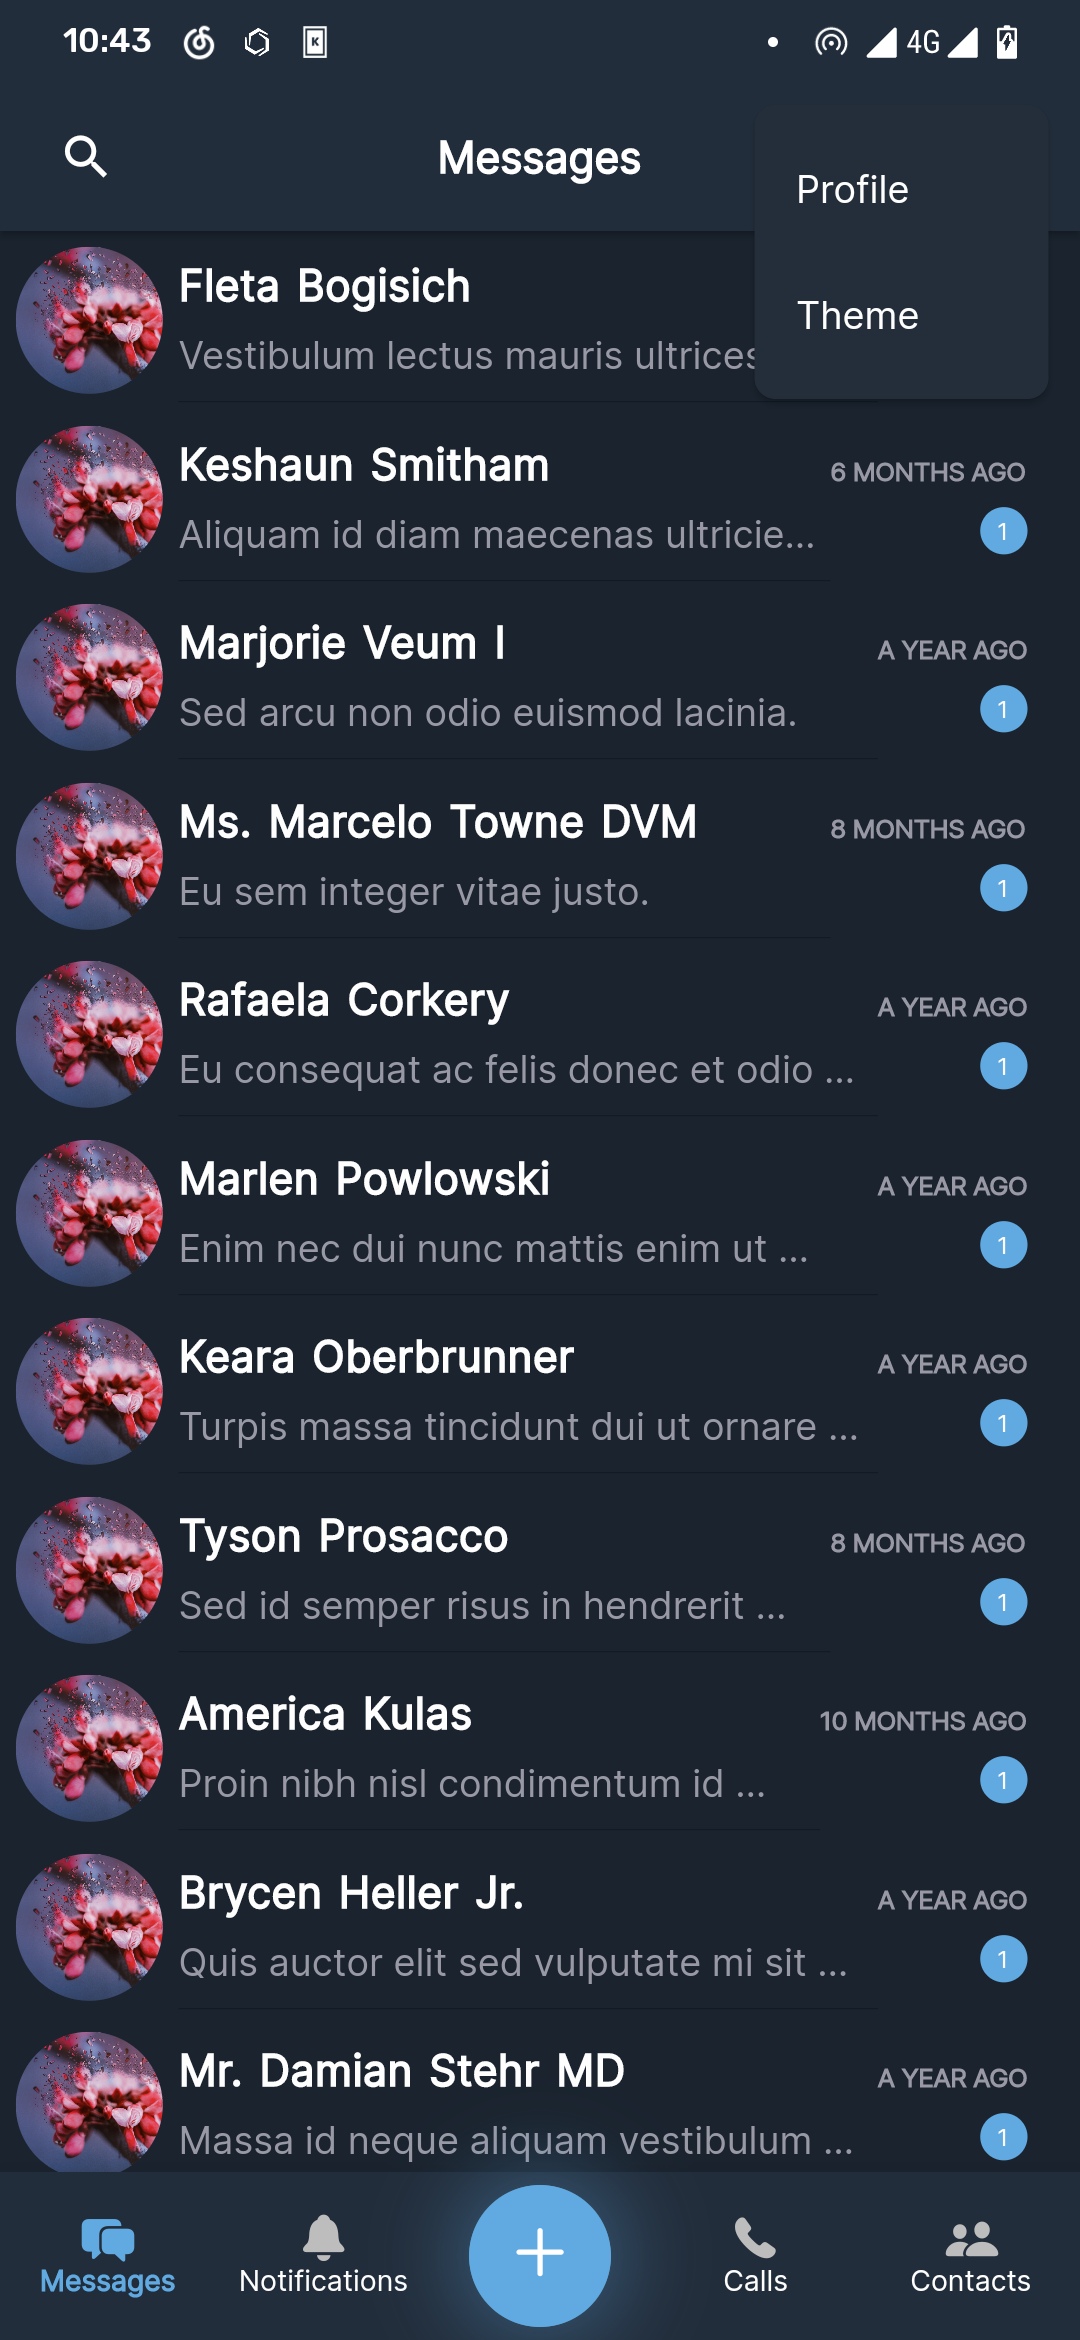 10:43
4G
Messages
Profile
Theme
Fleta Bogisich
Vestibulum lectus mauris ultrices
Keshaun Smitham
6 MONTHS AGO
Aliquam id diam maecenas ultricie...
1
Marjorie Veum I
A YEAR AGO
Sed arcu non odio euismod lacinia.
1
Ms. Marcelo Towne DVM
8 MONTHS AGO
Eu sem integer vitae justo.
1
Rafaela Corkery
A YEAR AGO
Eu consequat ac felis donec et odio ...
1
Marlen Powlowski
A YEAR AGO
Enim nec dui nunc mattis enim ut ...
1
Keara Oberbrunner
A YEAR AGO
Turpis massa tincidunt dui ut ornare ...
1
Tyson Prosacco
8 MONTHS AGO
Sed id semper risus in hendrerit ...
1
America Kulas
10 MONTHS AGO
Proin nibh nisl condimentum id ...
1
Brycen Heller Jr.
A YEAR AGO
Quis auctor elit sed vulputate mi sit ...
1
Mr. Damian Stehr MD
A YEAR AGO
Massa id neque aliquam vestibulum ...
1
Messages
Notifications
Calls
Contacts